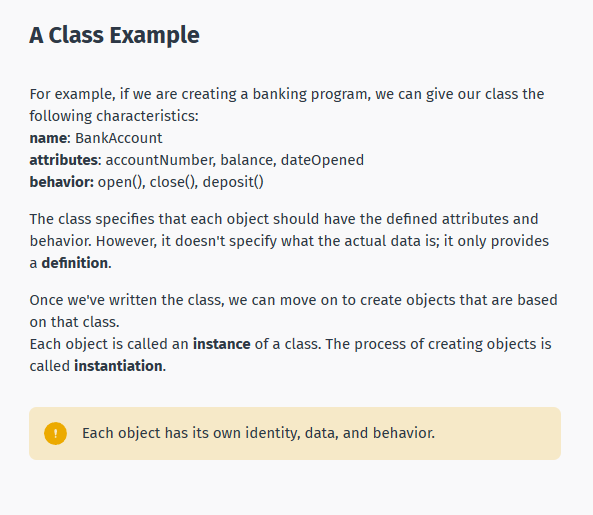 A Class Example
For example, if we are creating a banking program, we can give our class the
following characteristics:
name: BankAccount
attributes: accountNumber, balance, dateOpened
behavior: open(), close(), deposit()
The class specifies that each object should have the defined attributes and
behavior. However, it doesn't specify what the actual data is; it only provides
a definition.
Once we've written the class, we can move on to create objects that are based
on that class.
Each object is called an instance of a class. The process of creating objects is
called instantiation.
! Each object has its own identity, data, and behavior.